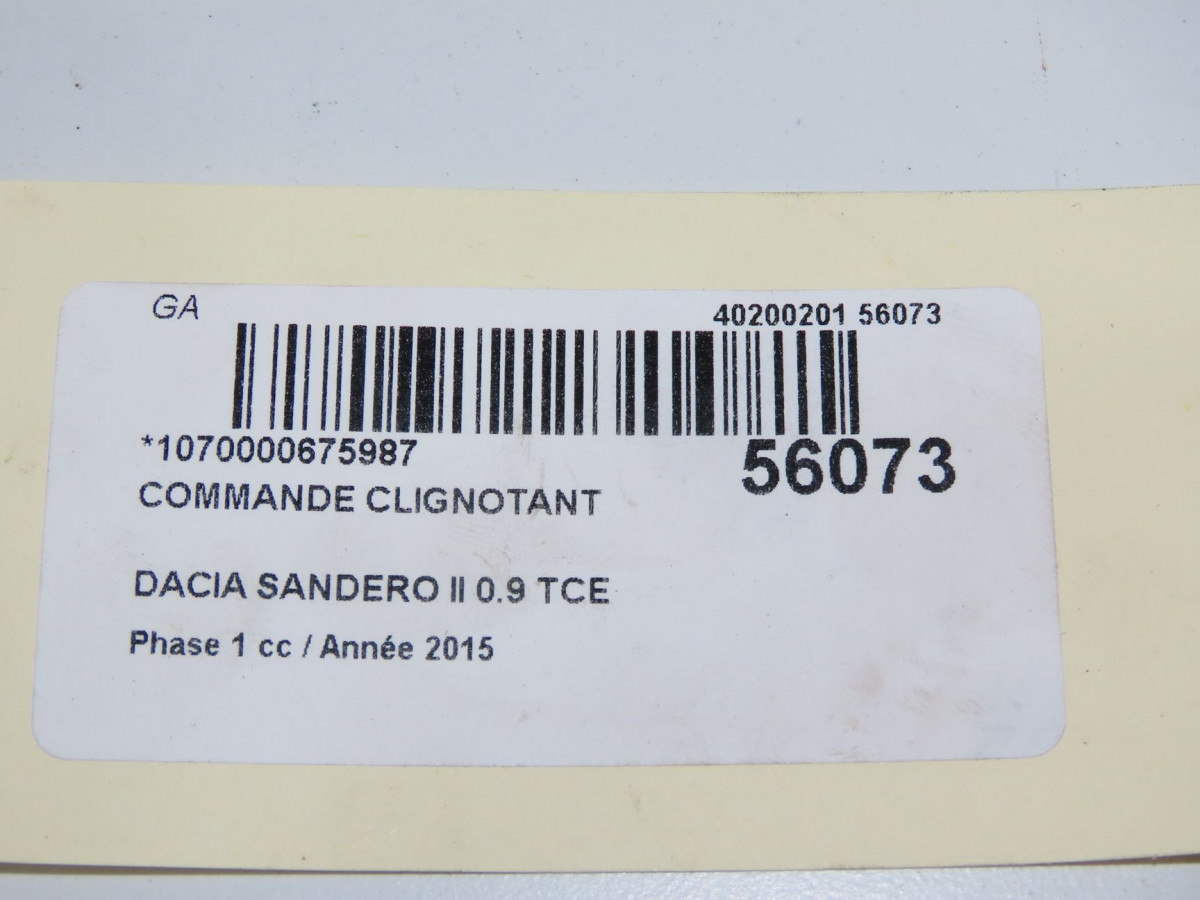 GA
40200201 56073
*1070000675987
56073
COMMANDE CLIGNOTANT
DACIA SANDERO II 0.9 TCE
Phase 1 cc / Année 2015